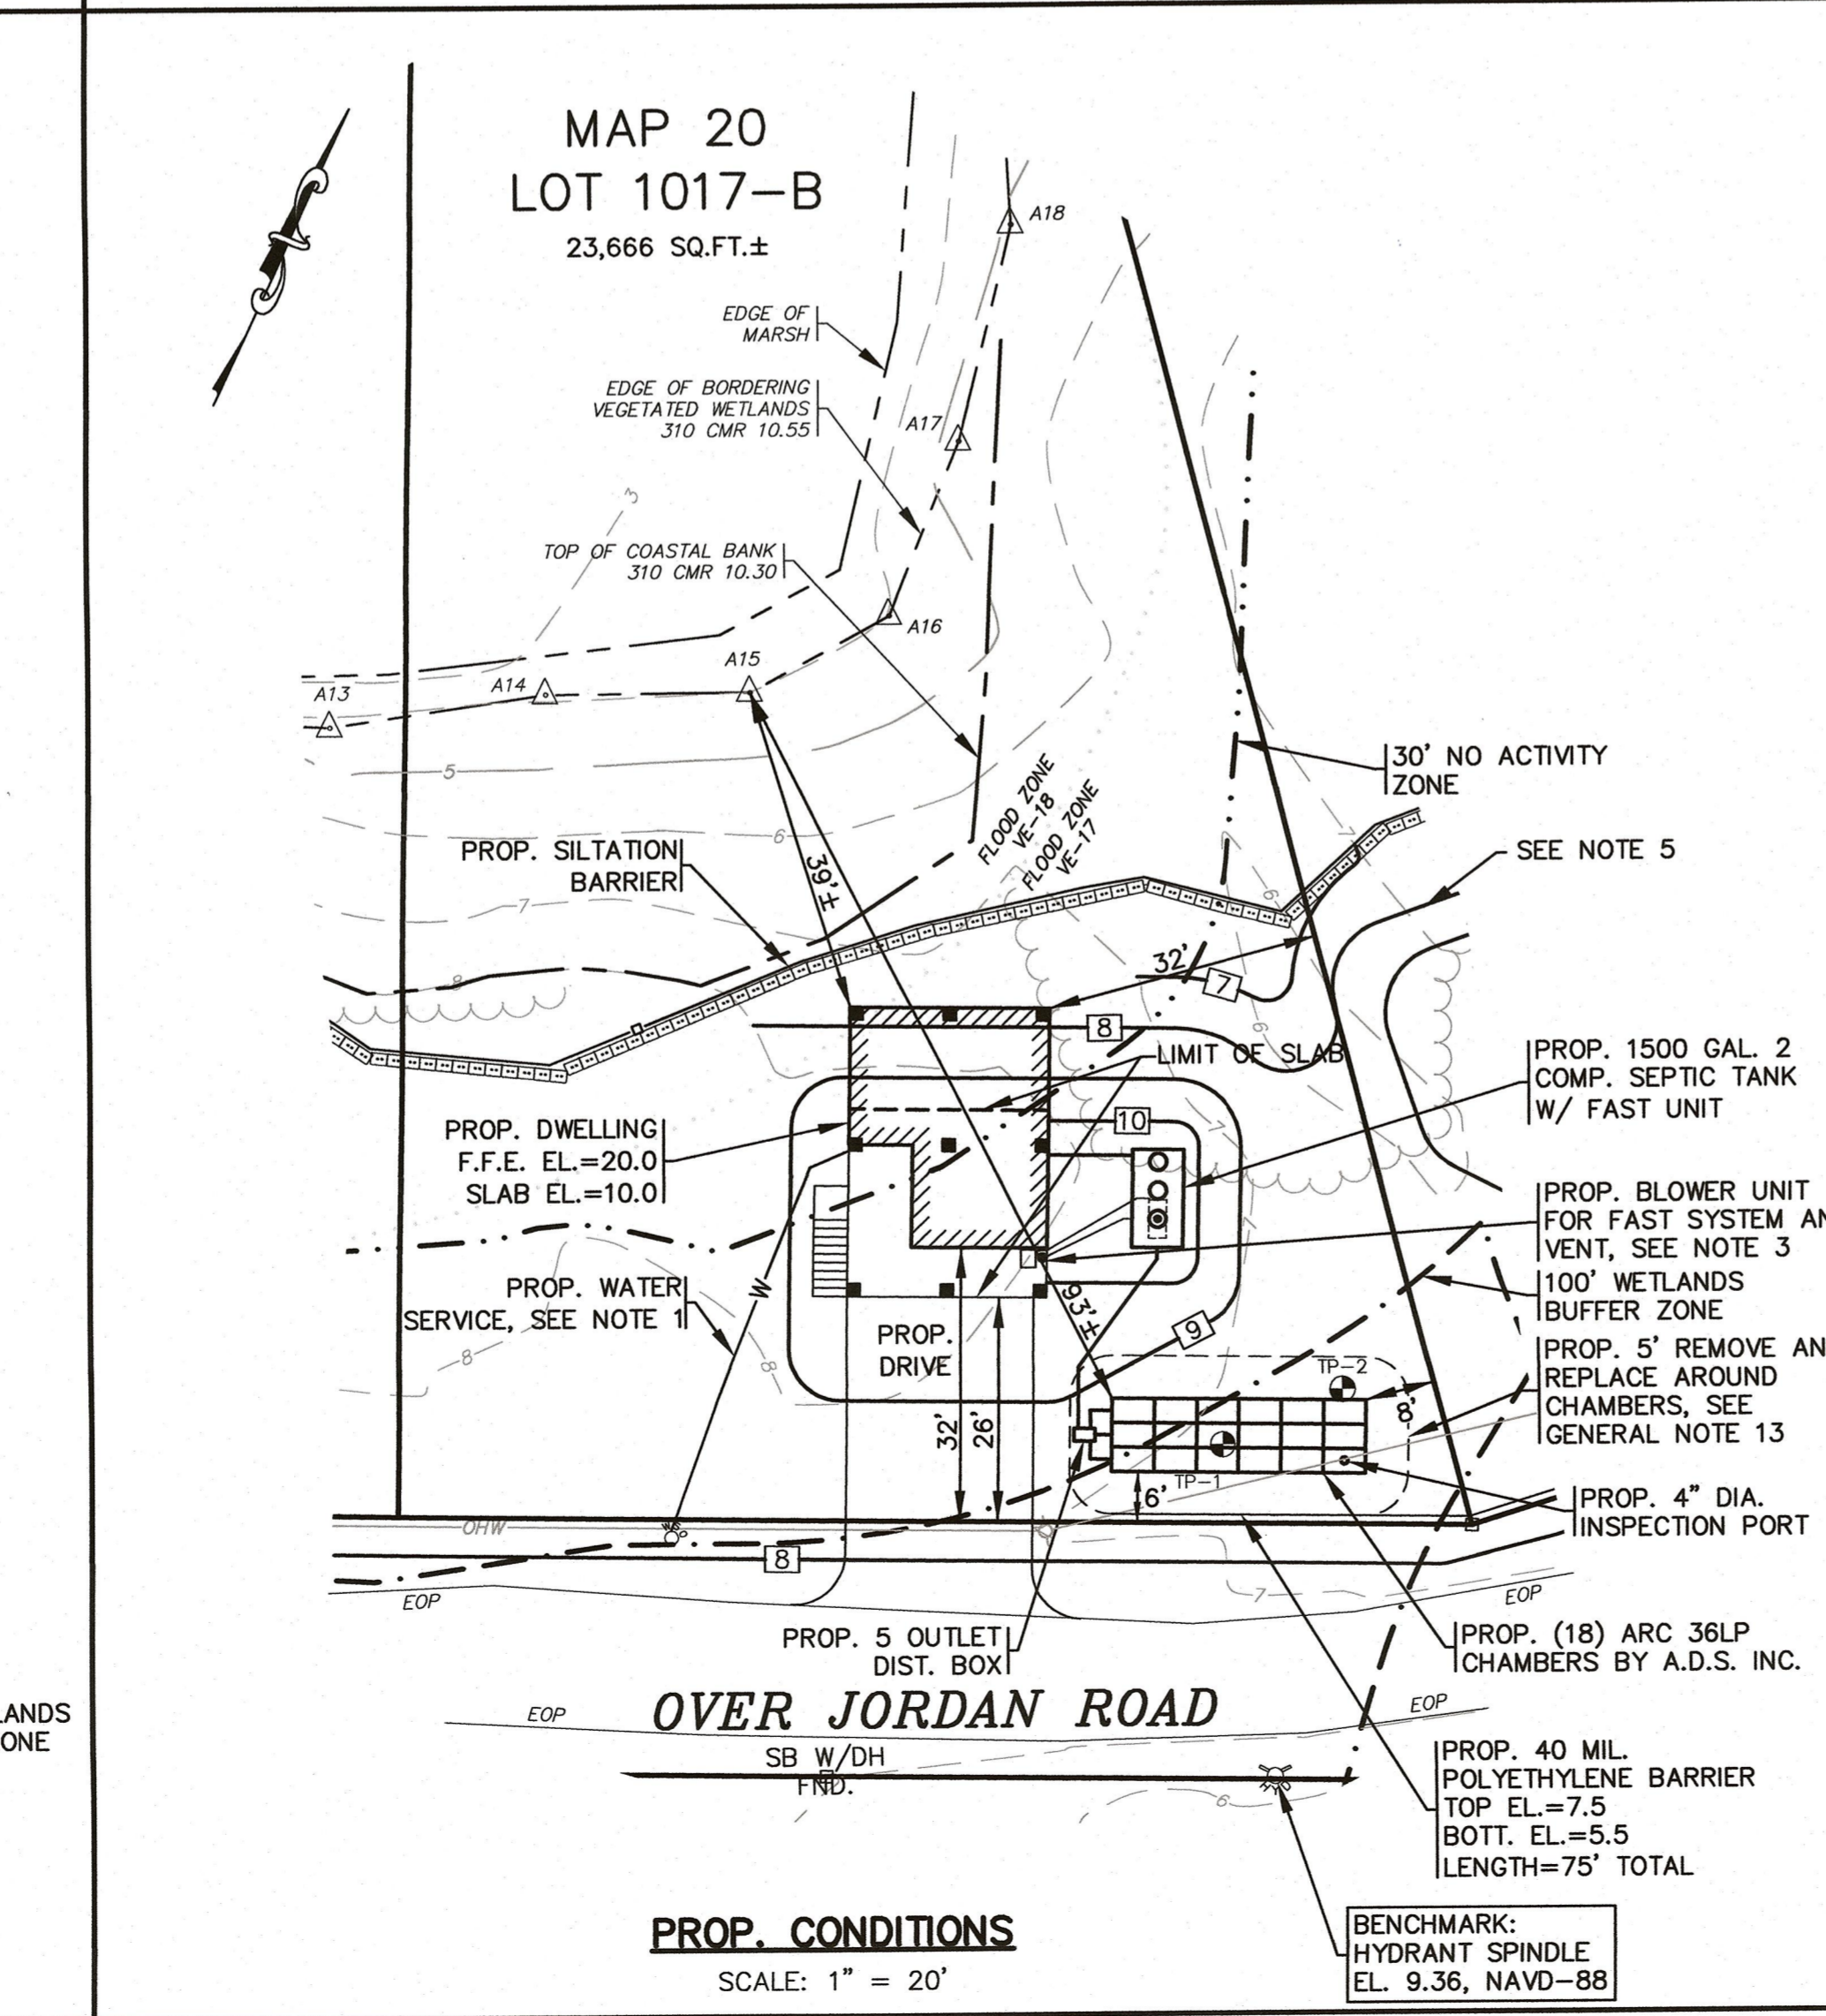 MAP 20
LOT 1017-B
23,666 SQ.FT.±
A18
EDGE OF
MARSH
EDGE OF BORDERING
VEGETATED WETLANDS
310 CMR 10.55
A17
3
TOP OF COASTAL BANK
310 CMR 10.30
A16
A15
A14
A13
5
30' NO ACTIVITY
ZONE
FLOOD ZONE
VE-18
FLOOD ZONE
VE-17
6
7
7
SEE NOTE 5
PROP. SILTATION
BARRIER
39'±
7
6
32'
7
8
8
6
LIMIT OF SLAB
PROP. 1500 GAL. 2
COMP. SEPTIC TANK
W/ FAST UNIT
10
7
PROP. DWELLING
F.F.E. EL.=20.0
SLAB EL.=10.0
PROP. BLOWER UNIT
FOR FAST SYSTEM AN
VENT, SEE NOTE 3
7
PROP. WATER
SERVICE, SEE NOTE 1
W
100' WETLANDS
BUFFER ZONE
93'±
9
PROP.
DRIVE
8
8
PROP. 5' REMOVE AN
REPLACE AROUND
CHAMBERS, SEE
GENERAL NOTE 13
TP-2
8'
32'
26'
TP-1
6'
PROP. 4" DIA.
INSPECTION PORT
OHW
8
7
EOP
EOP
PROP. 5 OUTLET
DIST. BOX
PROP. (18) ARC 36LP
CHAMBERS BY A.D.S. INC.
LANDS
ONE
EOP
OVER JORDAN ROAD
EOP
SB W/DH
FND.
6
PROP. 40 MIL.
POLYETHYLENE BARRIER
TOP EL.=7.5
BOTT. EL.=5.5
LENGTH=75' TOTAL
PROP. CONDITIONS
SCALE: 1" = 20'
BENCHMARK:
HYDRANT SPINDLE
EL. 9.36, NAVD-88